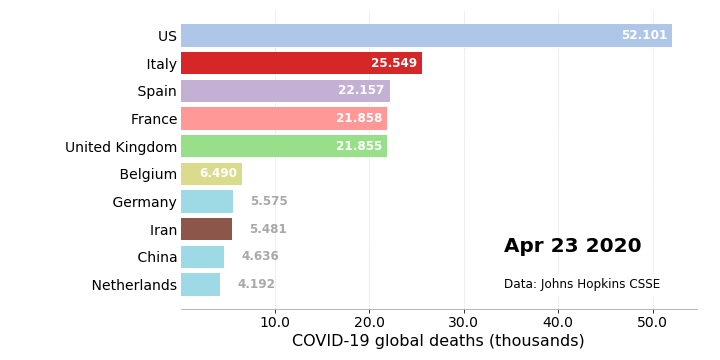 US 52.101
Italy 25.549
Spain 22.157
France 21.858
United Kingdom 21.855
Belgium 6.490
Germany 5.575
Iran 5.481
China 4.636
Netherlands 4.192
Apr 23 2020
Data: Johns Hopkins CSSE
10.0 20.0 30.0 40.0 50.0
COVID-19 global deaths (thousands)